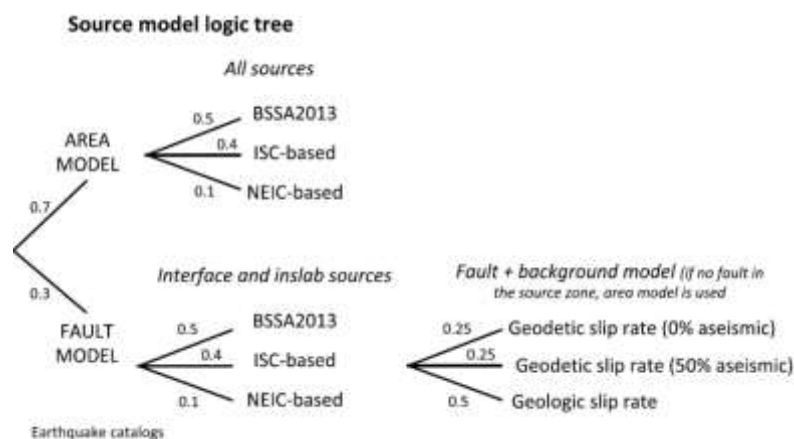 Source model logic tree
All sources
AREA
MODEL
0.5 BSSA2013
0.4 ISC-based
0.1 NEIC-based
0.7
0.3
Interface and inslab sources
FAULT
MODEL
0.5 BSSA2013
0.4 ISC-based
0.1 NEIC-based
Fault + background model (if no fault in
the source zone, area model is used
0.25 Geodetic slip rate (0% aseismic)
0.25 Geodetic slip rate (50% aseismic)
0.5 Geologic slip rate
Earthquake catalogs